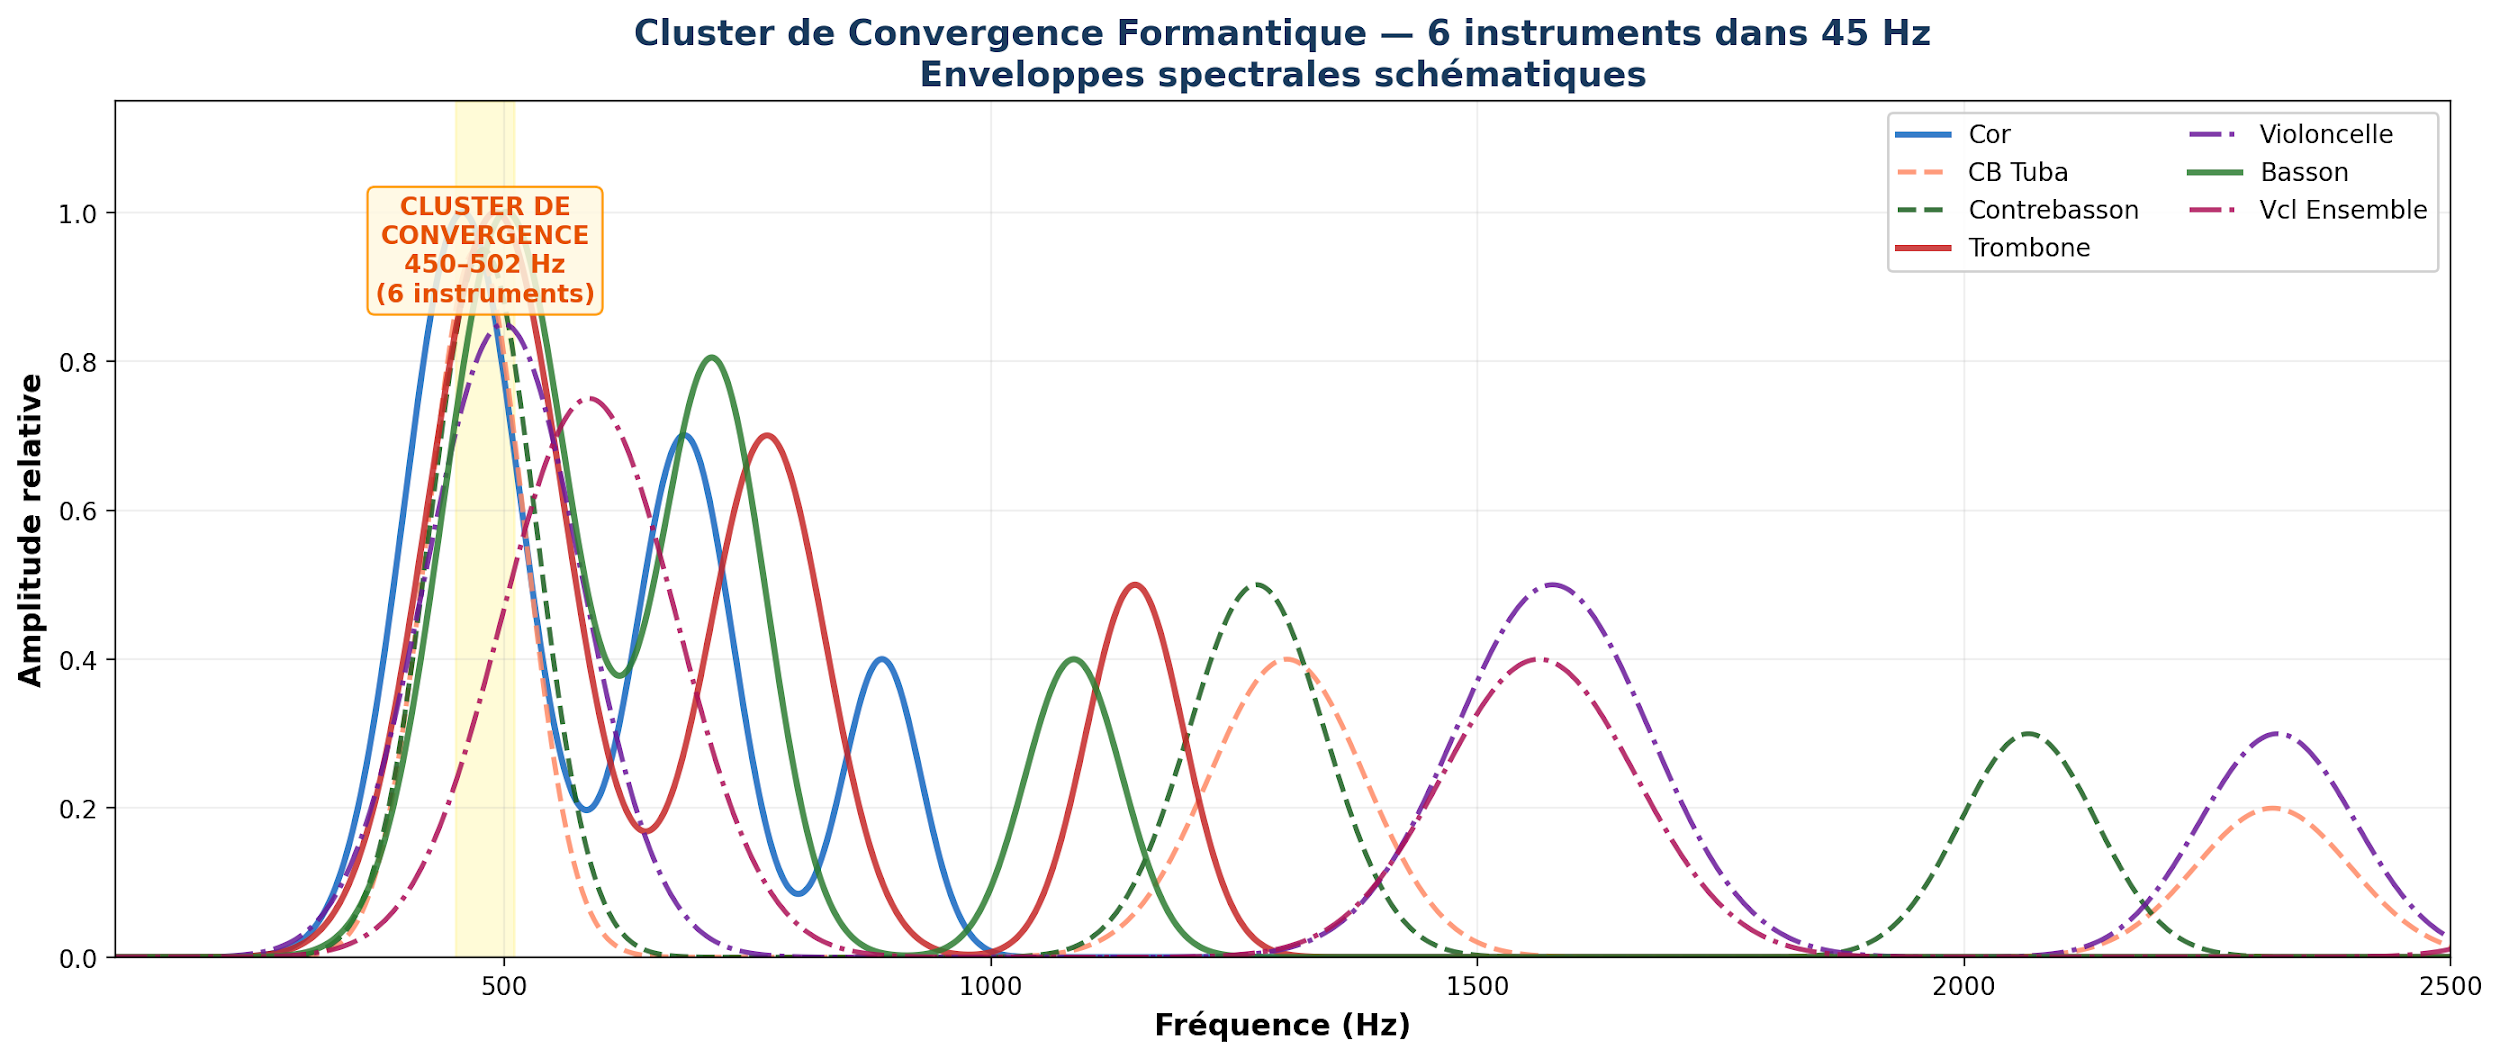 Cluster de Convergence Formantique — 6 instruments dans 45 Hz
Enveloppes spectrales schématiques
Cor
CB Tuba
Contrebasson
Trombone
Violoncelle
Basson
Vcl Ensemble
CLUSTER DE
CONVERGENCE
450–502 Hz
(6 instruments)
Amplitude relative
1.0
0.8
0.6
0.4
0.2
0.0
500
1000
1500
2000
2500
Fréquence (Hz)